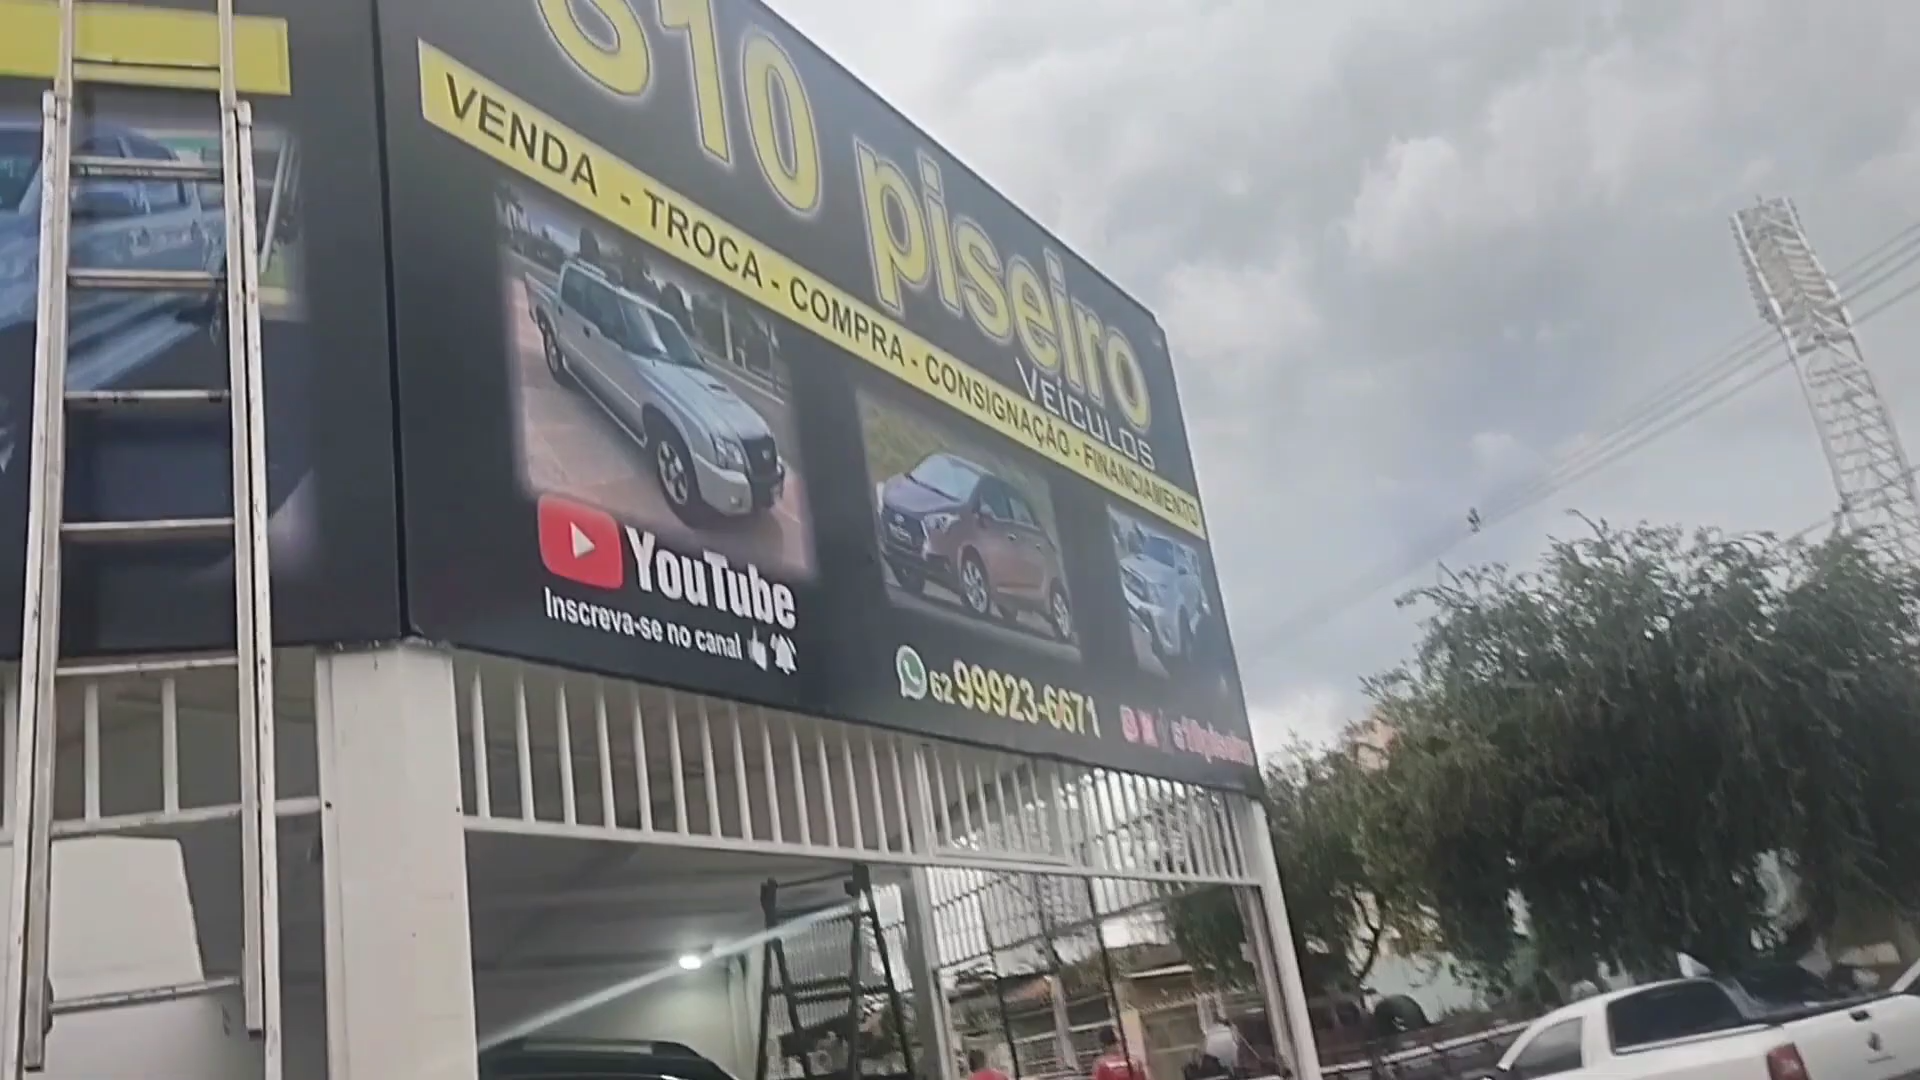 S10 piseiro
VEÍCULOS
VENDA - TROCA - COMPRA - CONSIGNAÇÃO - FINANCIAMENTO
YouTube
Inscreva-se no canal
62 99923-6671